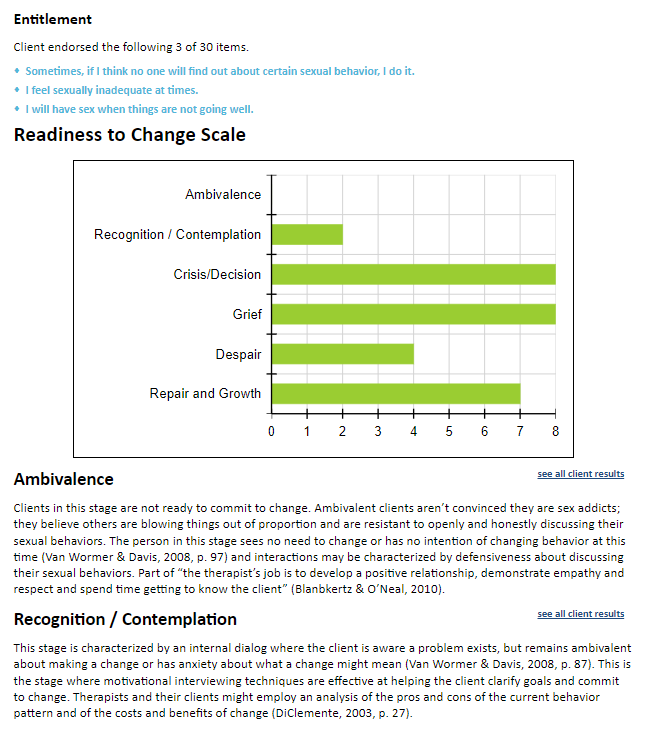 Entitlement
Client endorsed the following 3 of 30 items.
• Sometimes, if I think no one will find out about certain sexual behavior, I do it.
• I feel sexually inadequate at times.
• I will have sex when things are not going well.
Readiness to Change Scale
Ambivalence
Recognition / Contemplation
Crisis/Decision
Grief
Despair
Repair and Growth
0 1 2 3 4 5 6 7 8
Ambivalence
see all client results
Clients in this stage are not ready to commit to change. Ambivalent clients aren’t convinced they are sex addicts;
they believe others are blowing things out of proportion and are resistant to openly and honestly discussing their
sexual behaviors. The person in this stage sees no need to change or has no intention of changing behavior at this
time (Van Wormer & Davis, 2008, p. 97) and interactions may be characterized by defensiveness about discussing
their sexual behaviors. Part of “the therapist’s job is to develop a positive relationship, demonstrate empathy and
respect and spend time getting to know the client” (Blanbkertz & O’Neal, 2010).
Recognition / Contemplation
see all client results
This stage is characterized by an internal dialog where the client is aware a problem exists, but remains ambivalent
about making a change or has anxiety about what a change might mean (Van Wormer & Davis, 2008, p. 87). This is
the stage where motivational interviewing techniques are effective at helping the client clarify goals and commit
to change. Therapists and their clients might employ an analysis of the pros and cons of the current behavior
pattern and of the costs and benefits of change (DiClemente, 2003, p. 27).